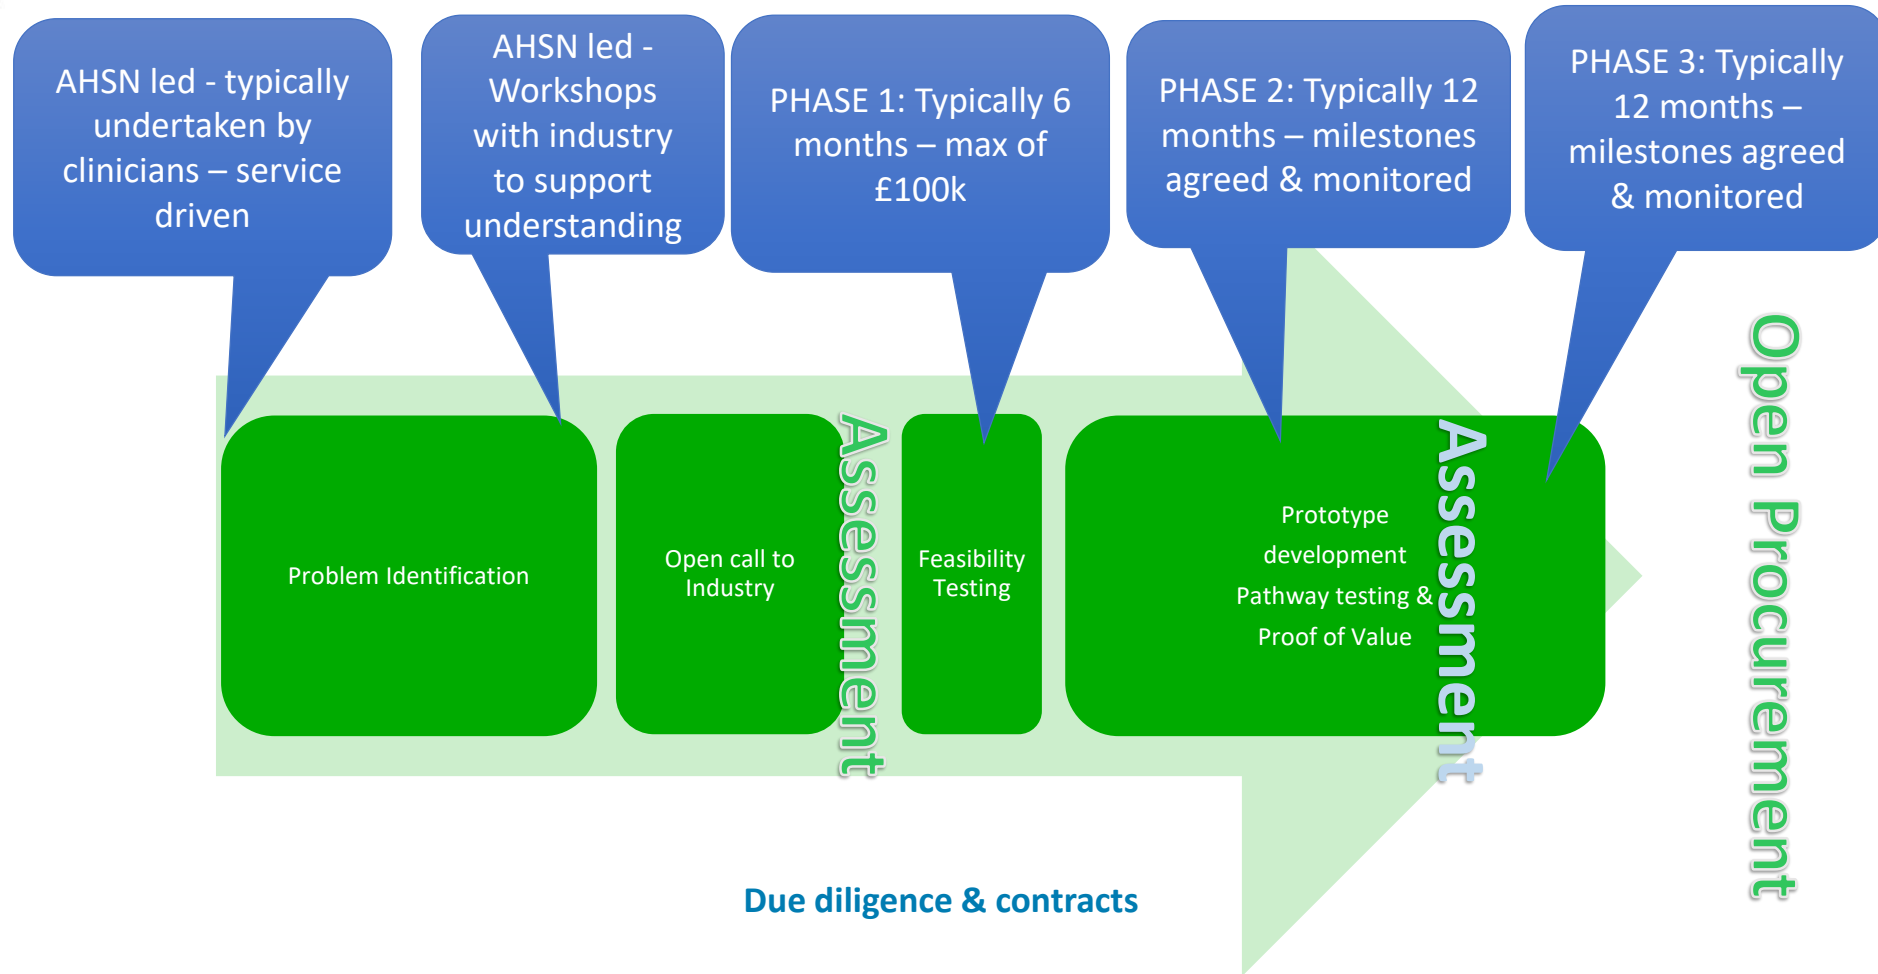 AHSN led - typically
undertaken by
clinicians – service
driven
AHSN led -
Workshops
with industry
to support
understanding
PHASE 1: Typically 6
months – max of
£100k
PHASE 2: Typically 12
months – milestones
agreed & monitored
PHASE 3: Typically
12 months –
milestones agreed
& monitored
Problem Identification
Open call to
Industry
Assessment
Feasibility
Testing
Prototype
development
Pathway testing &
Proof of Value
Assessment
Open Procurement
Due diligence & contracts